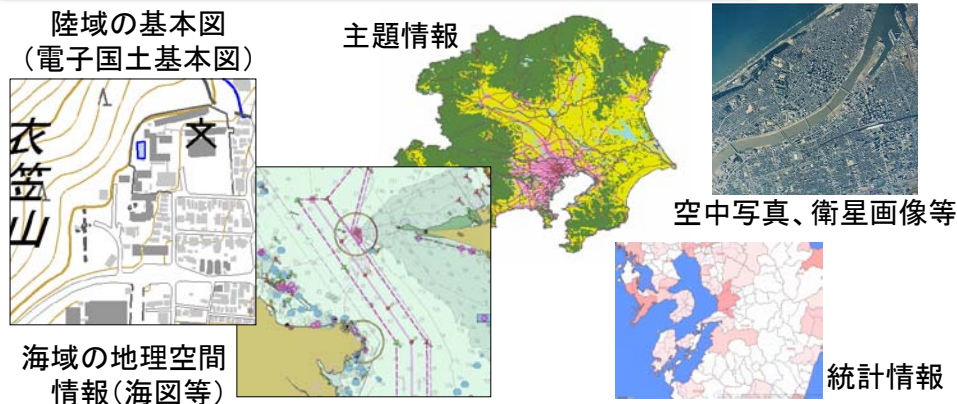 陸域の基本図
（電子国土基本図）
主題情報
衣笠山
文
空中写真、衛星画像等
海域の地理空間
情報（海図等）
統計情報